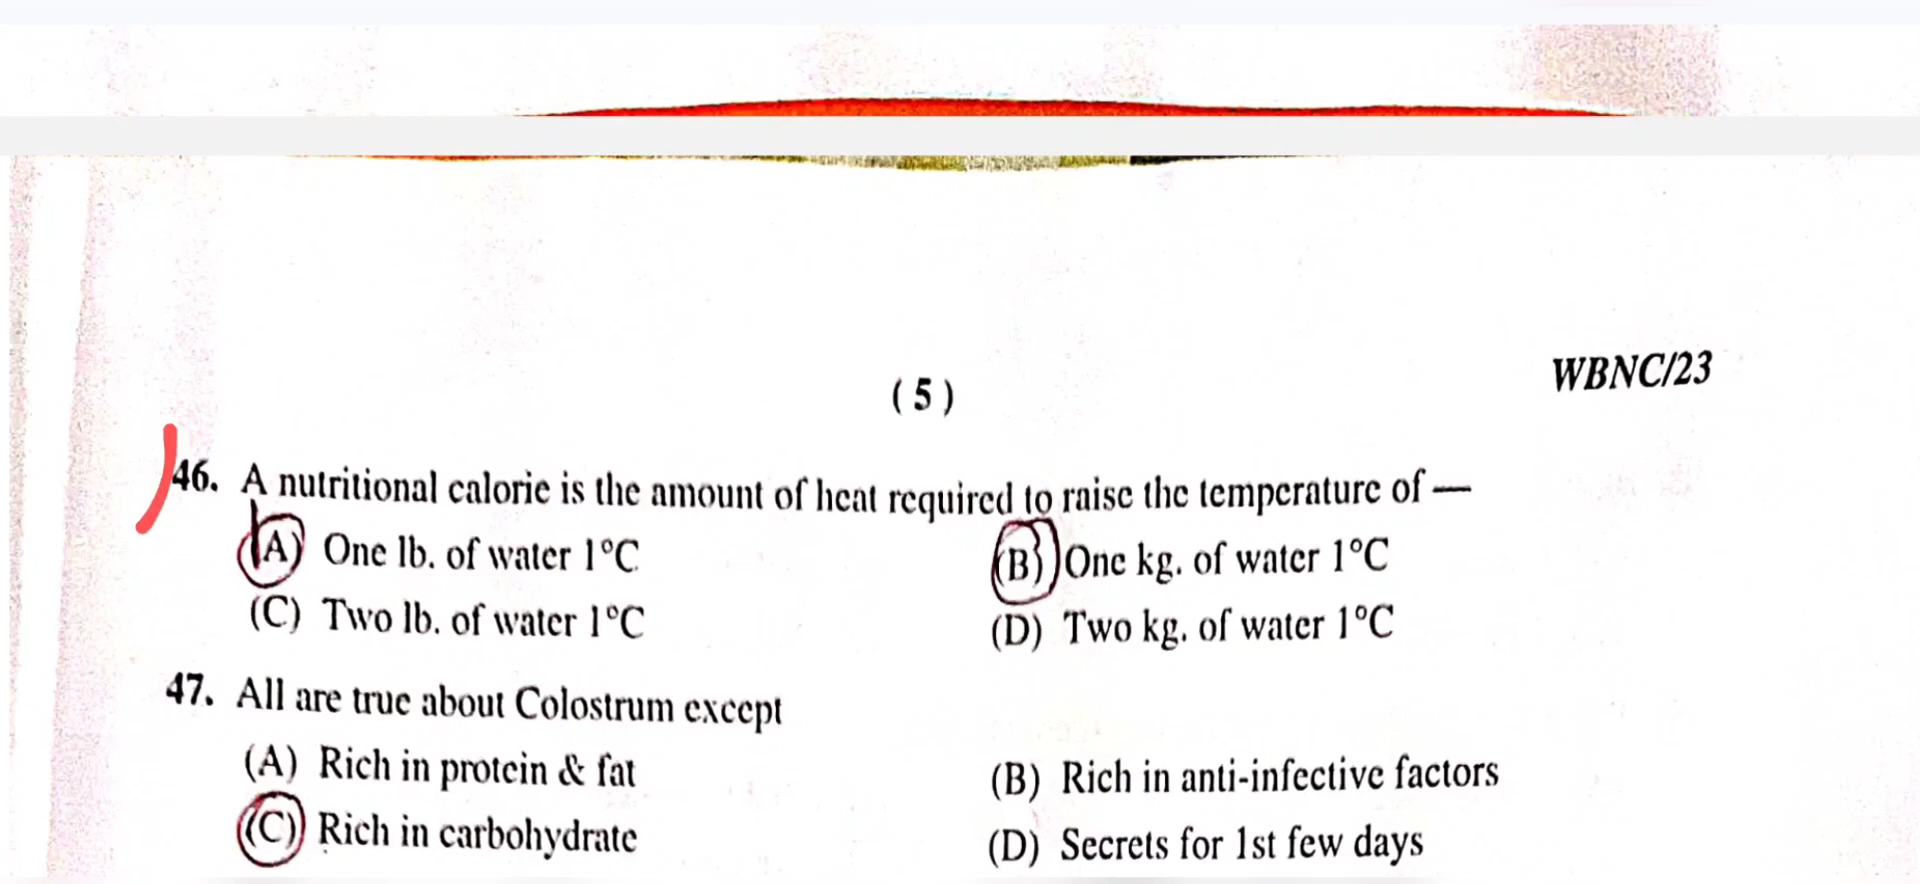 WBNC/23
( 5 )
46. A nutritional calorie is the amount of heat required to raise the temperature of —
(A) One lb. of water 1°C (B) One kg. of water 1°C
(C) Two lb. of water 1°C (D) Two kg. of water 1°C
47. All are true about Colostrum except
(A) Rich in protein & fat (B) Rich in anti-infective factors
(C) Rich in carbohydrate (D) Secrets for 1st few days